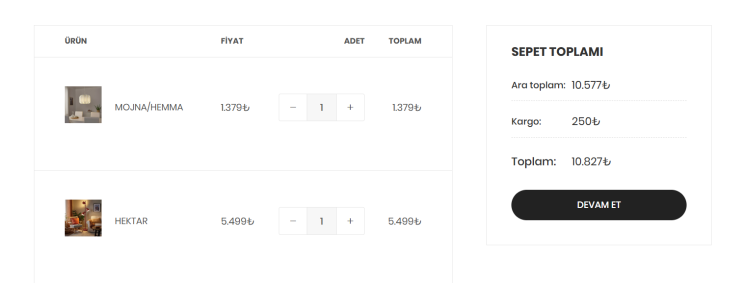 ÜRÜN FİYAT ADET TOPLAM
MOJNA/HEMMA 1.379₺ − 1 + 1.379₺
HEKTAR 5.499₺ − 1 + 5.499₺
SEPET TOPLAMI
Ara toplam: 10.577₺
Kargo: 250₺
Toplam: 10.827₺
DEVAM ET